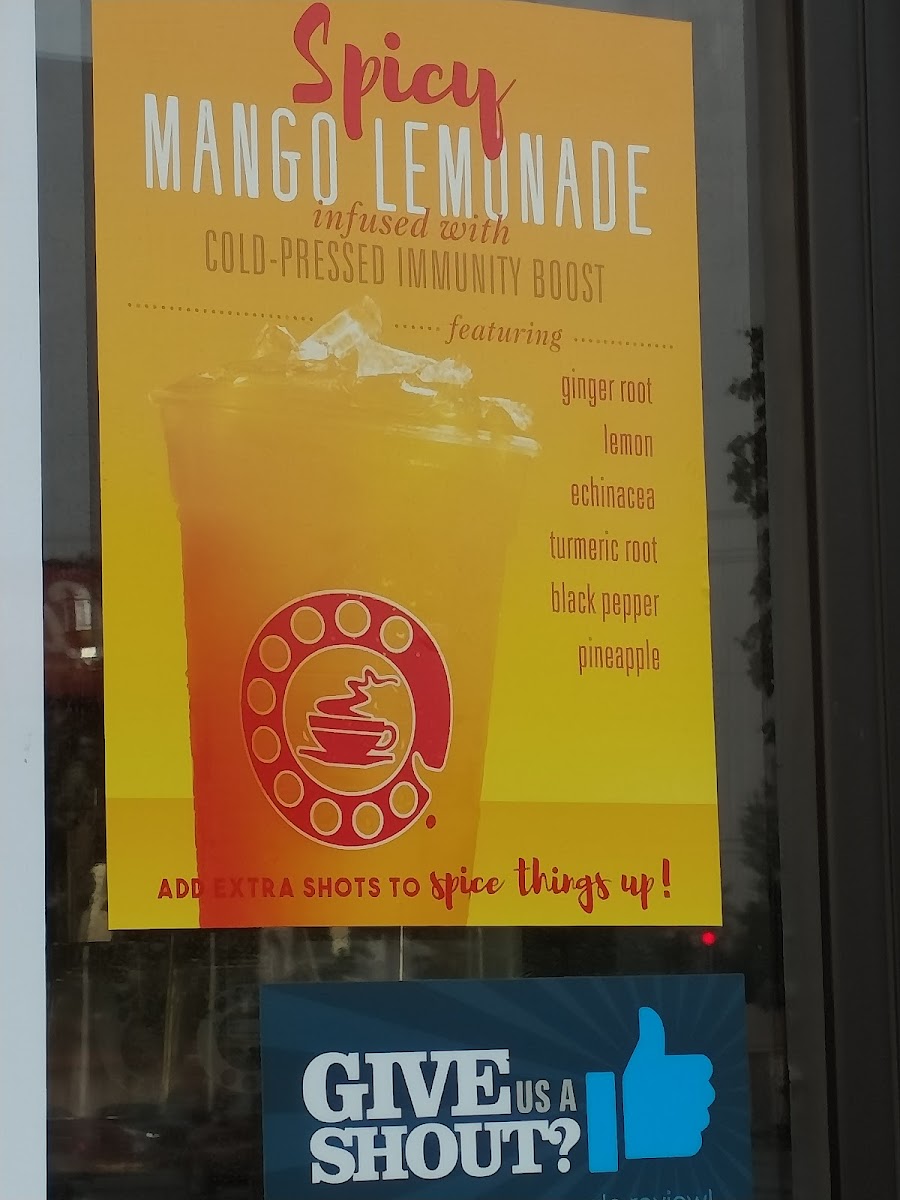 Spicy
MANGO LEMONADE
infused with
COLD-PRESSED IMMUNITY BOOST
featuring
ginger root
lemon
echinacea
turmeric root
black pepper
pineapple
ADD EXTRA SHOTS TO spice things up!
GIVE US A
SHOUT?
review!